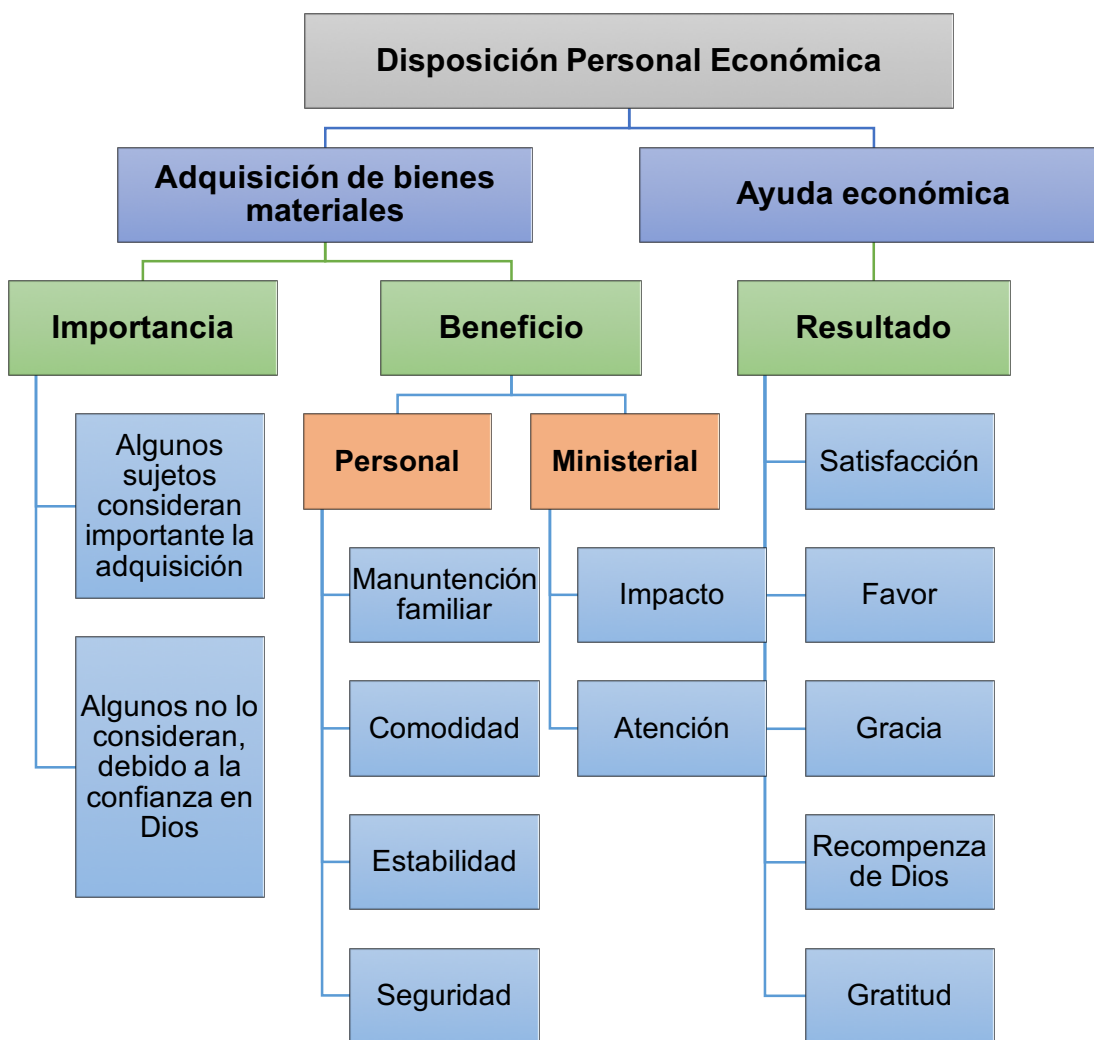 Disposición Personal Económica
Adquisición de bienes
materiales
Ayuda económica
Importancia
Beneficio
Resultado
Algunos
sujetos
consideran
importante la
adquisición
Algunos no lo
consideran,
debido a la
confianza en
Dios
Personal
Ministerial
Manuntención
familiar
Comodidad
Estabilidad
Seguridad
Impacto
Atención
Satisfacción
Favor
Gracia
Recompenza
de Dios
Gratitud